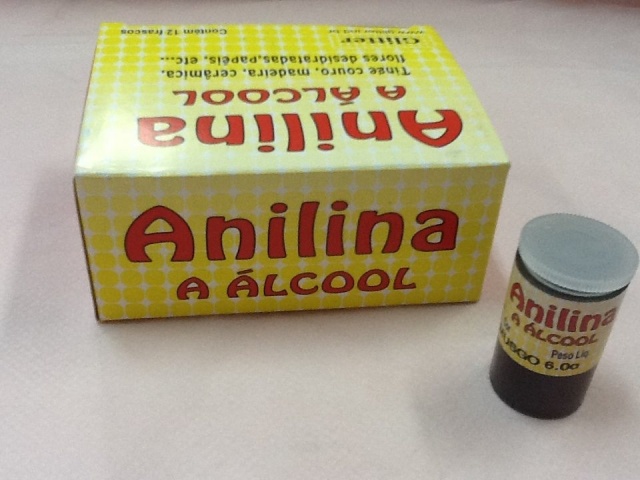 Anilina
A ÁLCOOL
Tinge couro, madeira, cerâmica,
flores desidratadas,papéis, etc...
Glitter
Contém 12 frascos
Anilina
A ÁLCOOL
Anilina
A ÁLCOOL
Peso Liq
6.0g